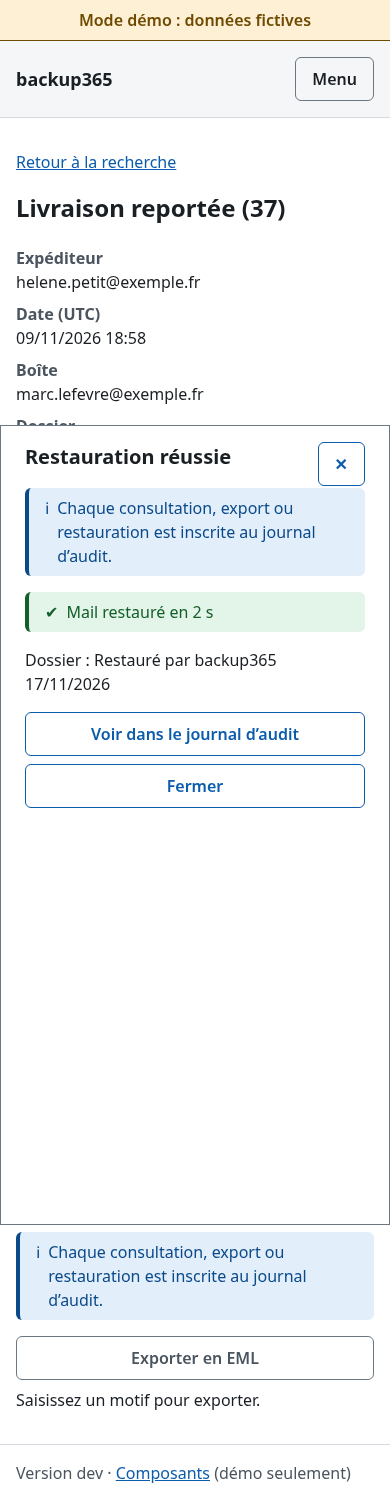 Mode démo : données fictives
backup365
Menu
Retour à la recherche
Livraison reportée (37)
Expéditeur
helene.petit@exemple.fr
Date (UTC)
09/11/2026 18:58
Boîte
marc.lefevre@exemple.fr
Dossier
Restauration réussie
×
i Chaque consultation, export ou
restauration est inscrite au journal
d’audit.
✔ Mail restauré en 2 s
Dossier : Restauré par backup365
17/11/2026
Voir dans le journal d’audit
Fermer
i Chaque consultation, export ou
restauration est inscrite au journal
d’audit.
Exporter en EML
Saisissez un motif pour exporter.
Version dev · Composants (démo seulement)